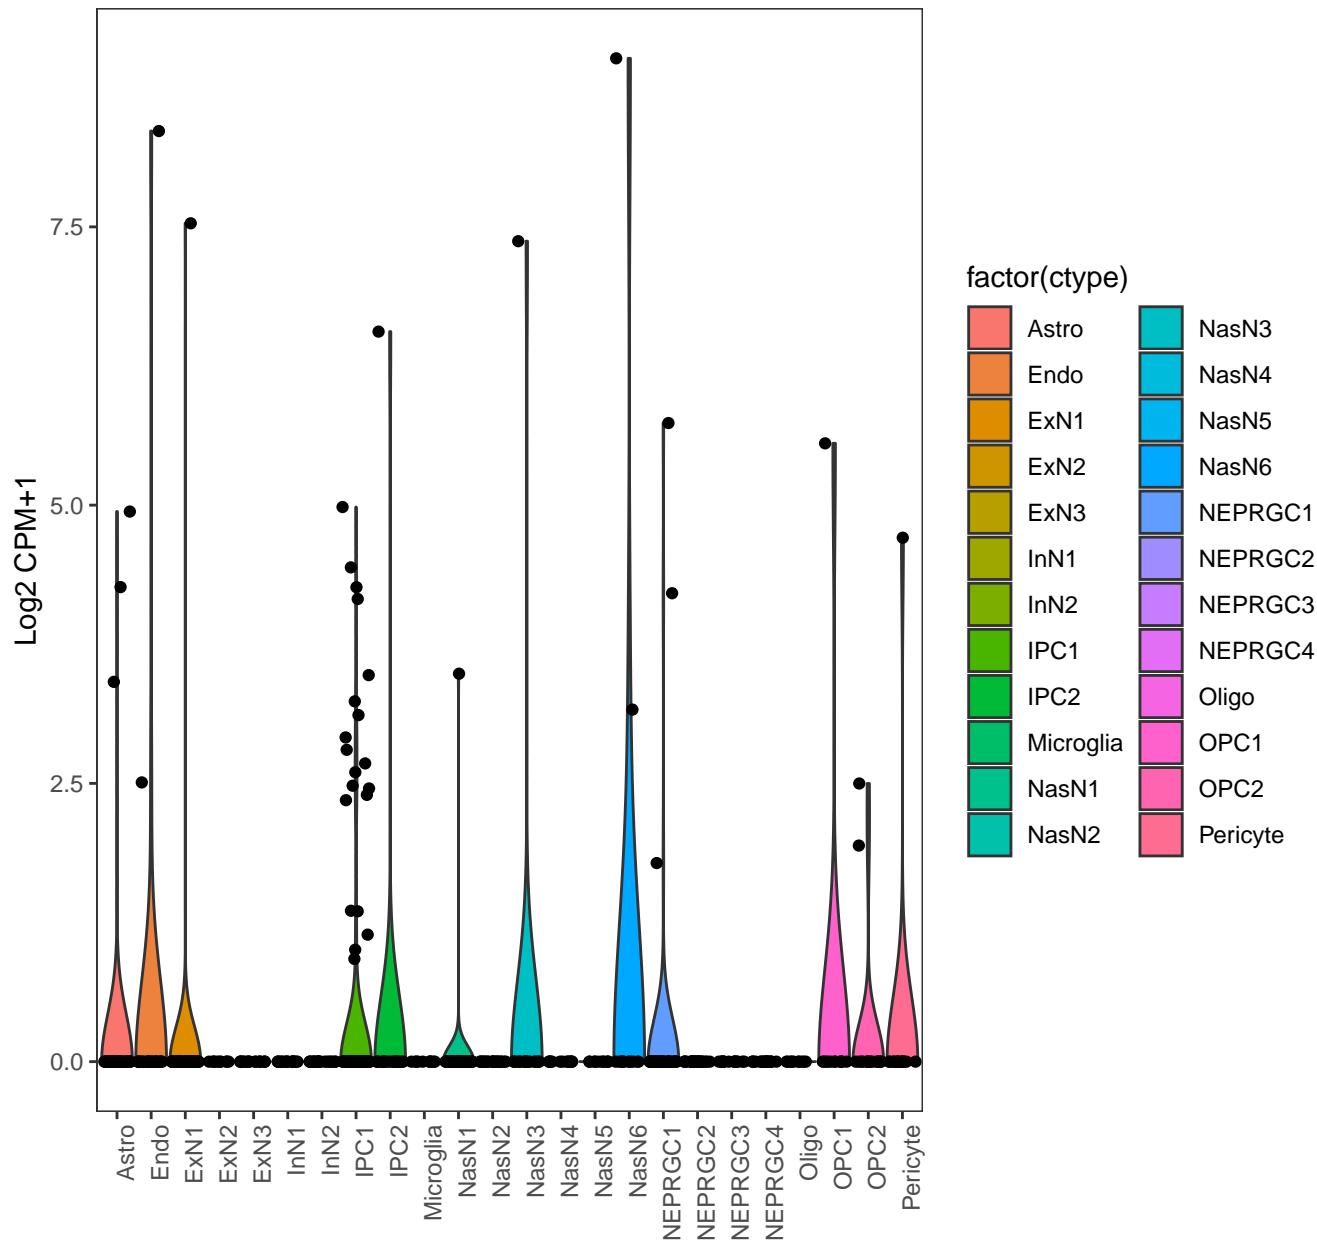 Log2 CPM+1
7.5
5.0
2.5
0.0
Astro
Endo
ExN1
ExN2
ExN3
InN1
InN2
IPC1
IPC2
Microglia
NasN1
NasN2
NasN3
NasN4
NasN5
NasN6
NEPRGC1
NEPRGC2
NEPRGC3
NEPRGC4
Oligo
OPC1
OPC2
Pericyte
factor(ctype)
Astro
Endo
ExN1
ExN2
ExN3
InN1
InN2
IPC1
IPC2
Microglia
NasN1
NasN2
NasN3
NasN4
NasN5
NasN6
NEPRGC1
NEPRGC2
NEPRGC3
NEPRGC4
Oligo
OPC1
OPC2
Pericyte